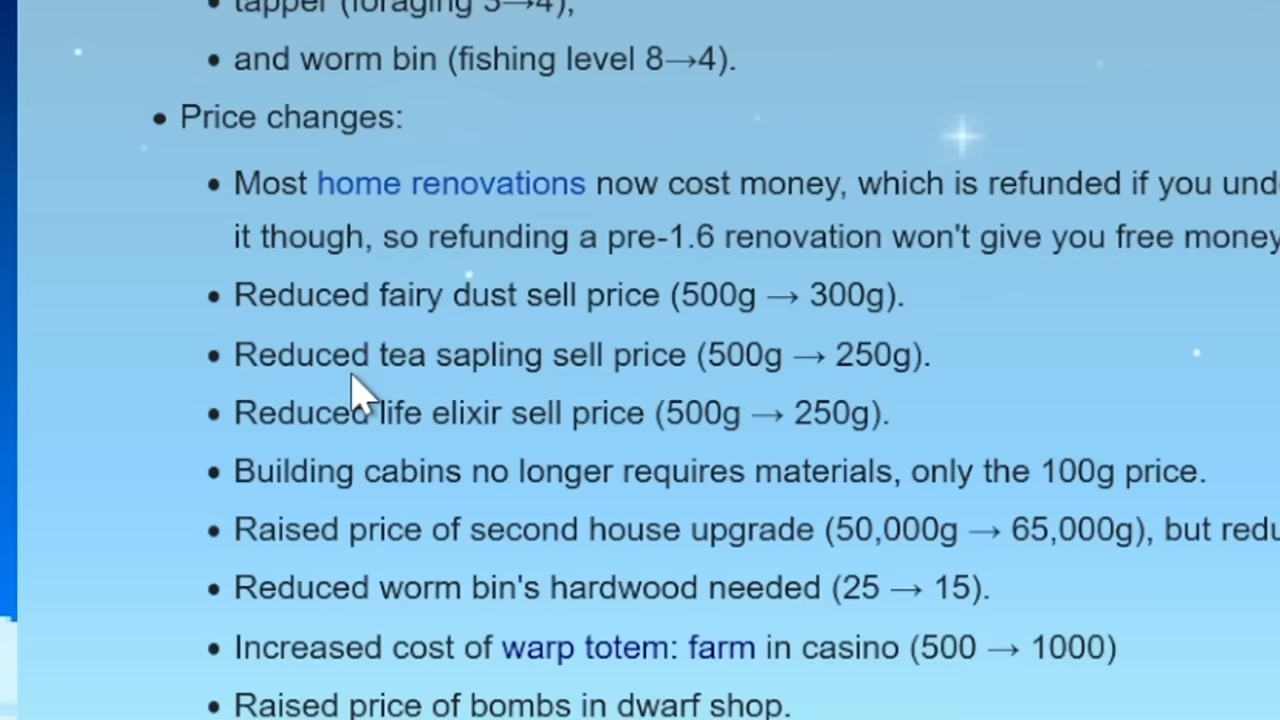 tapper (foraging 3→4),
and worm bin (fishing level 8→4).
Price changes:
Most home renovations now cost money, which is refunded if you
it though, so refunding a pre-1.6 renovation won't give you free money
Reduced fairy dust sell price (500g → 300g).
Reduced tea sapling sell price (500g → 250g).
Reduced life elixir sell price (500g → 250g).
Building cabins no longer requires materials, only the 100g price.
Raised price of second house upgrade (50,000g → 65,000g), but
Reduced worm bin's hardwood needed (25 → 15).
Increased cost of warp totem: farm in casino (500 → 1000)
Raised price of bombs in dwarf shop.